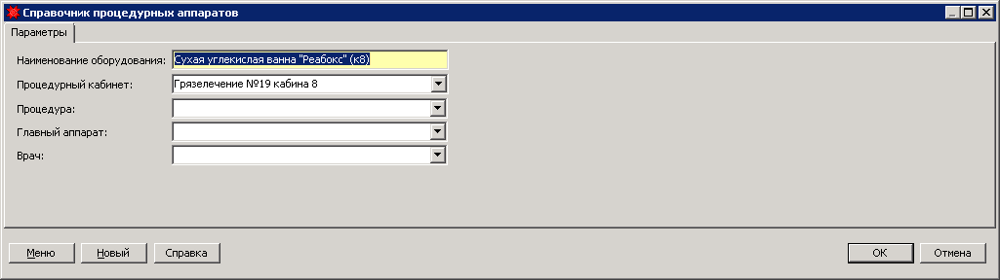 Справочник процедурных аппаратов
Параметры
Наименование оборудования: Сухая углекислая ванна "Реабокс" (к8)
Процедурный кабинет: Грязелечение №19 кабина 8
Процедура:
Главный аппарат:
Врач:
Меню Новый Справка OK Отмена